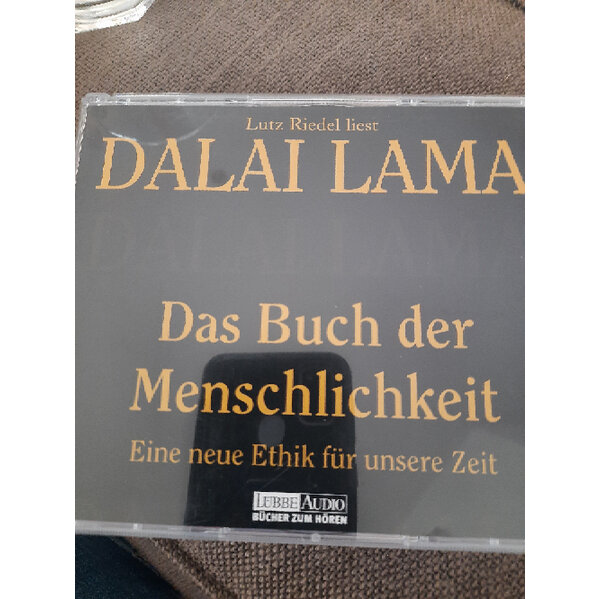 Lutz Riedel liest
DALAI LAMA
Das Buch der
Menschlichkeit
Eine neue Ethik für unsere Zeit
LÜBBE AUDIO
BÜCHER ZUM HÖREN